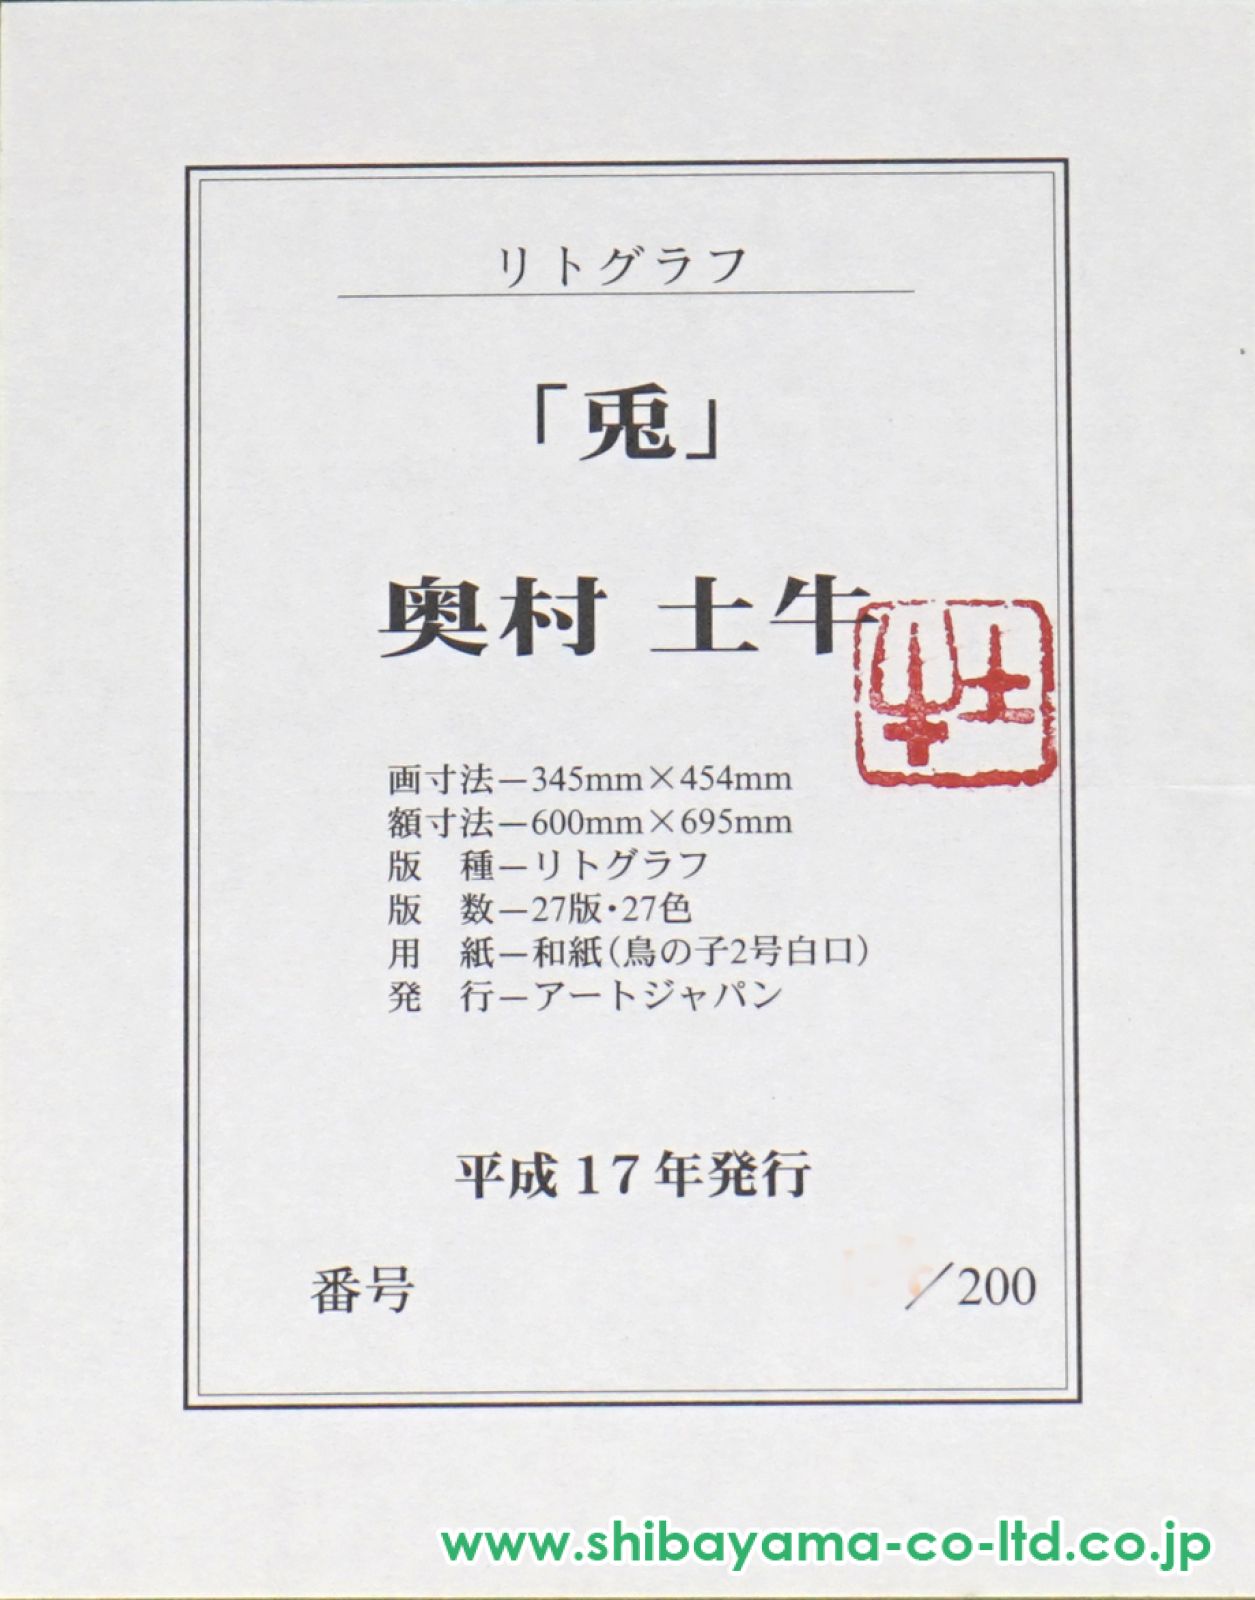 リトグラフ
「兎」
奥村 土牛
土牛
画寸法－345mm×454mm
額寸法－600mm×695mm
版　種－リトグラフ
版　数－27版・27色
用　紙－和紙（鳥の子2号白口）
発　行－アートジャパン
平成17年発行
番号　／200
www.shibayama-co-ltd.co.jp